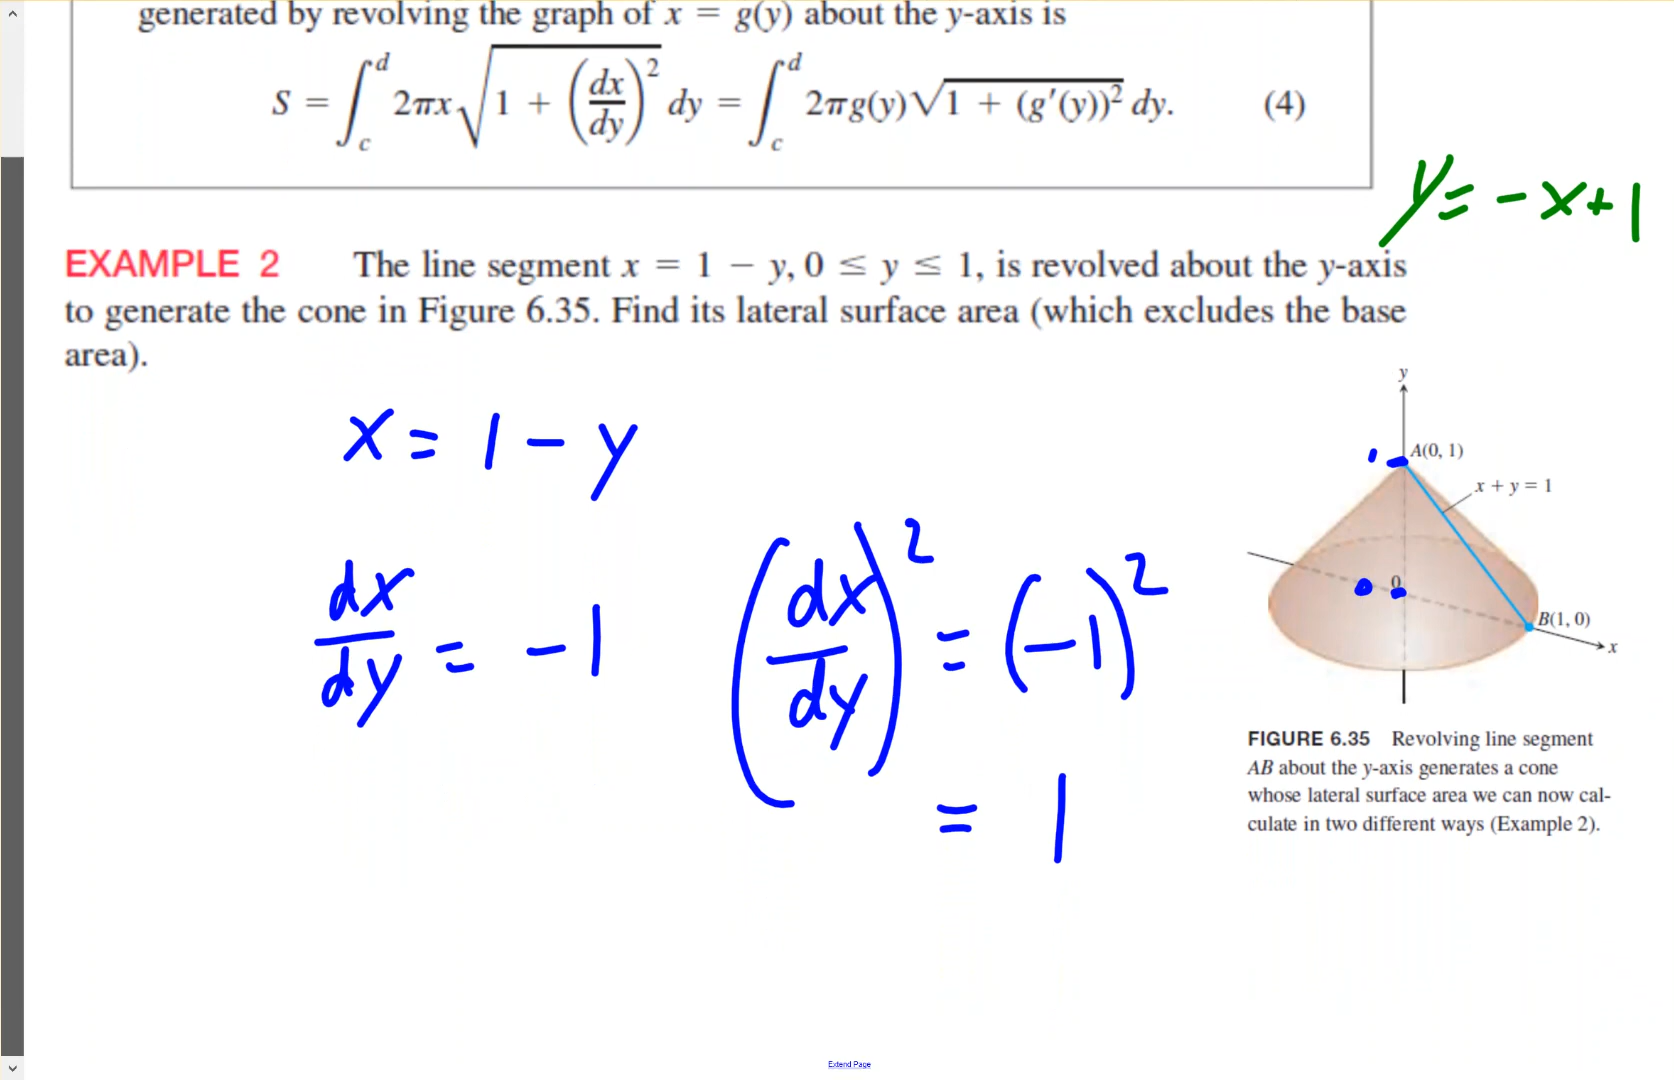 generated by revolving the graph of x = g(y) about the y-axis is
S = ∫_c^d 2πx √(1 + (dx/dy)²) dy = ∫_c^d 2πg(y)√(1 + (g′(y))²) dy. (4)
y = -x+1
EXAMPLE 2 The line segment x = 1 − y, 0 ≤ y ≤ 1, is revolved about the y-axis
to generate the cone in Figure 6.35. Find its lateral surface area (which excludes the base
area).
x = 1 - y
dx/dy = -1
(dx/dy)² = (-1)²
= 1
y
1
A(0, 1)
x + y = 1
0
0
B(1, 0)
x
FIGURE 6.35 Revolving line segment
AB about the y-axis generates a cone
whose lateral surface area we can now cal-
culate in two different ways (Example 2).
Extend Page